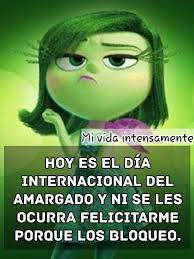 Mi vida intensamente
HOY ES EL DÍA
INTERNACIONAL DEL
AMARGADO Y NI SE LES
OCURRA FELICITARME
PORQUE LOS BLOQUEO.